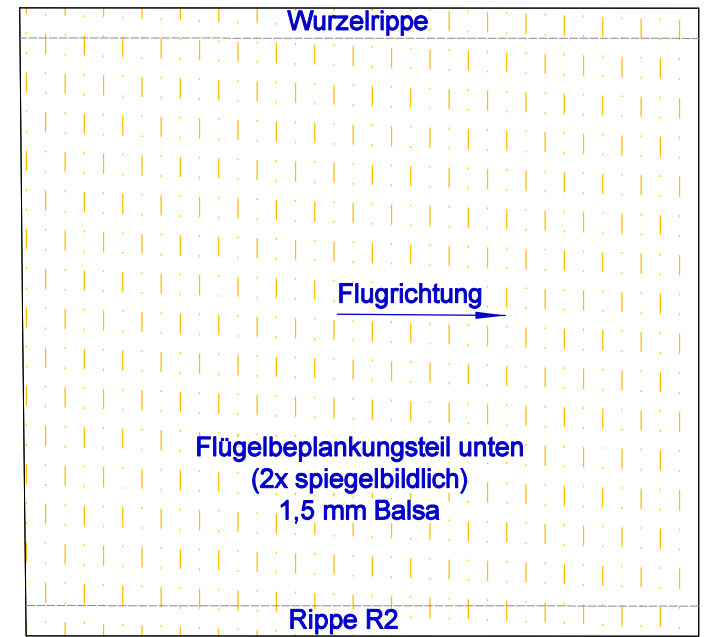 Wurzelrippe
Flugrichtung
Flügelbeplankungsteil unten
(2x spiegelbildlich)
1,5 mm Balsa
Rippe R2